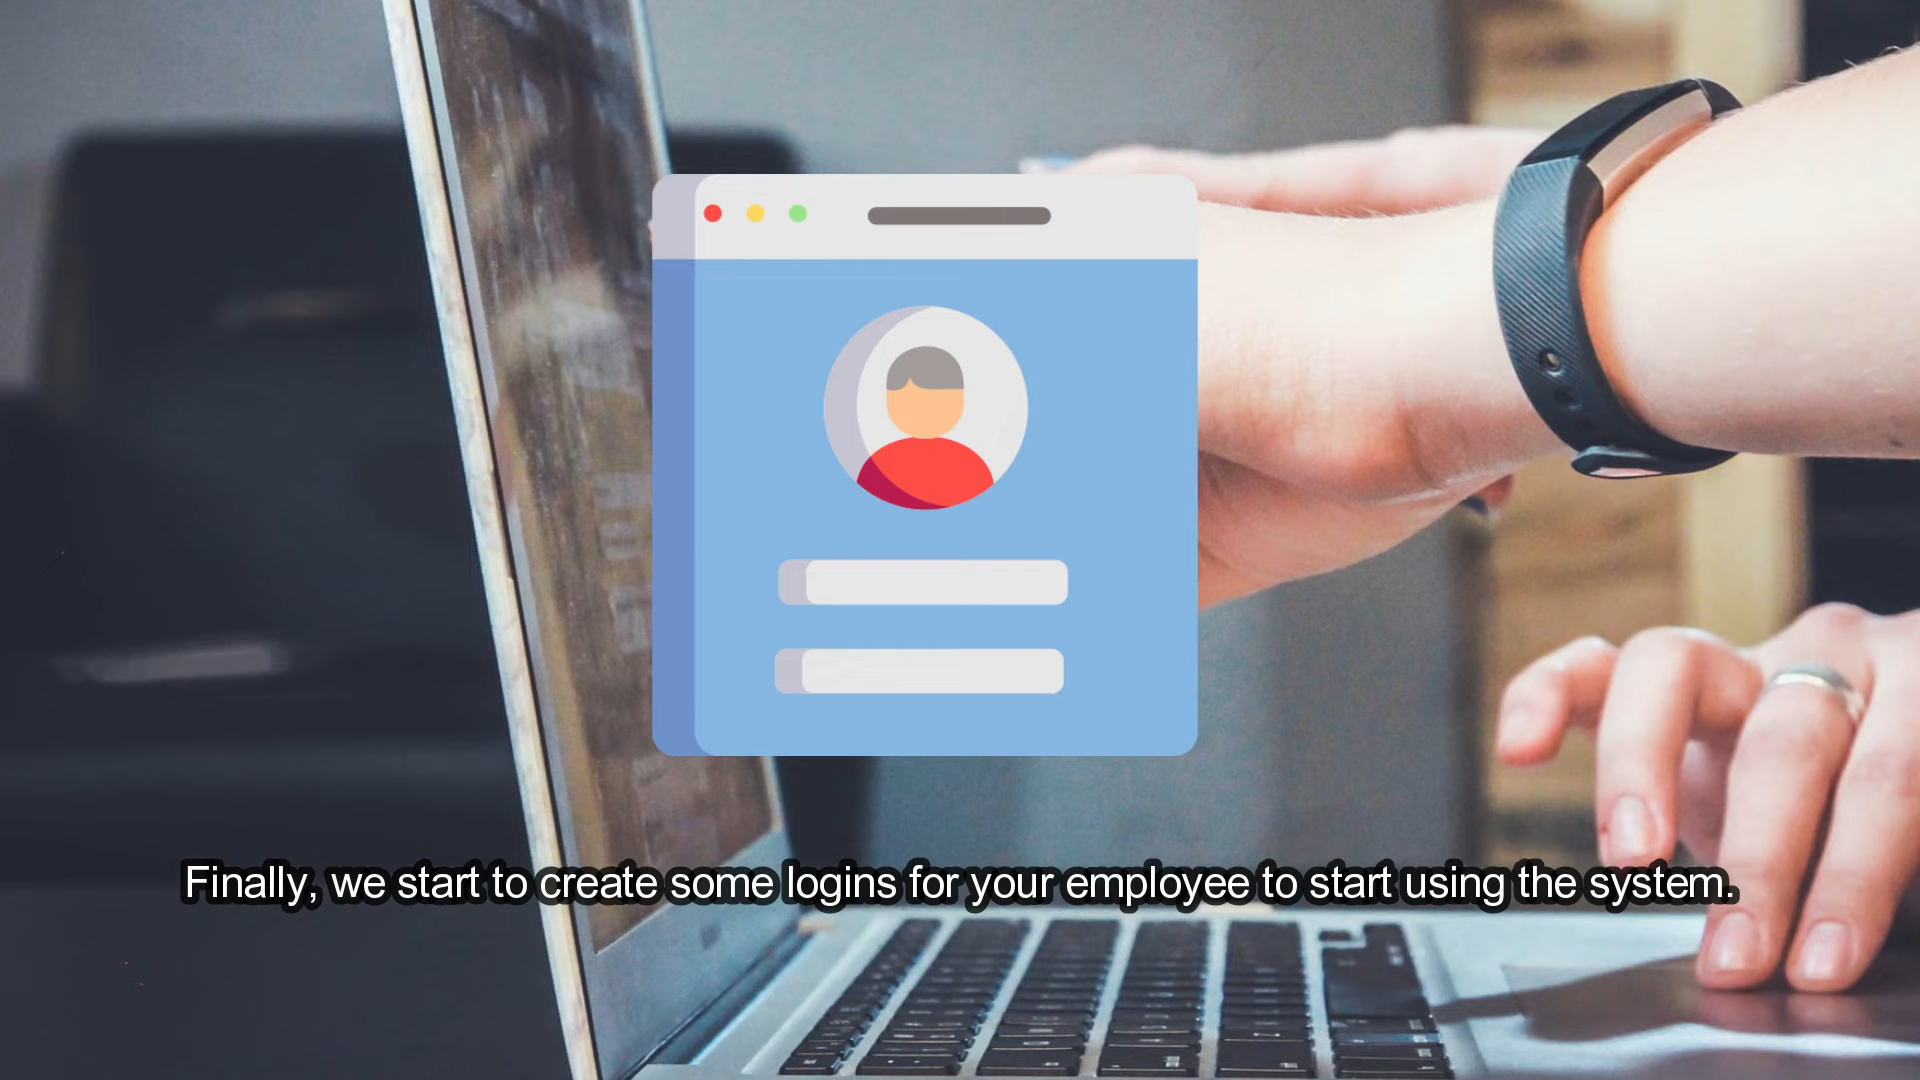 Finally, we start to create some logins for your employee to start using the system.